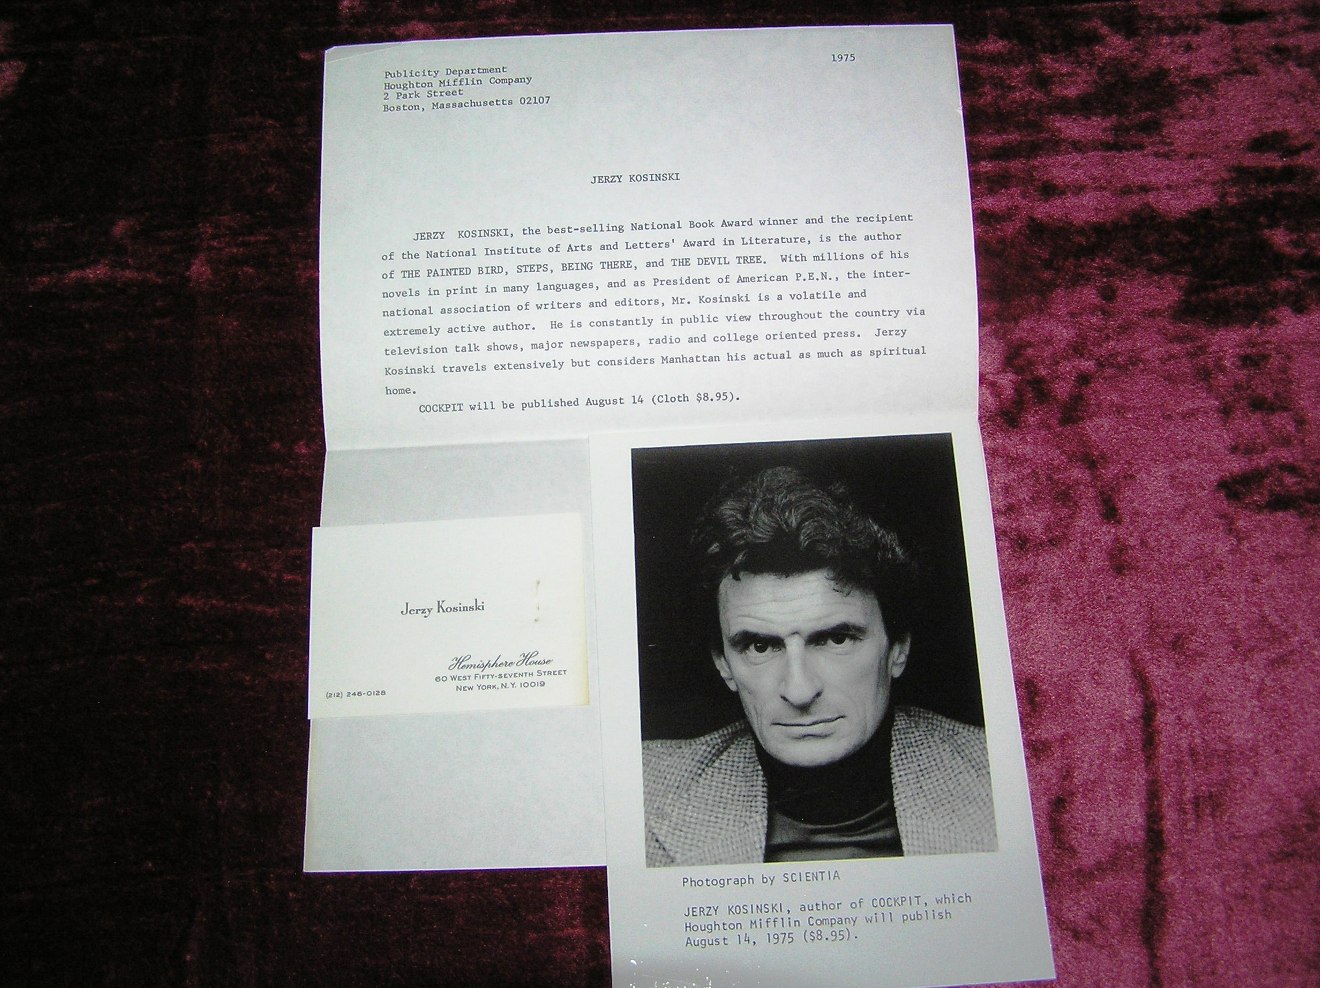 Publicity Department
Houghton Mifflin Company
2 Park Street
Boston, Massachusetts 02107
1975
JERZY KOSINSKI
JERZY KOSINSKI, the best-selling National Book Award winner and the recipient
of the National Institute of Arts and Letters' Award in Literature, is the author
of THE PAINTED BIRD, STEPS, BEING THERE, and THE DEVIL TREE. With millions of his
novels in print in many languages, and as President of American P.E.N., the inter-
national association of writers and editors, Mr. Kosinski is a volatile and
extremely active author. He is constantly in public view throughout the country via
television talk shows, major newspapers, radio and college oriented press. Jerzy
Kosinski travels extensively but considers Manhattan his actual as much as spiritual
home.
COCKPIT will be published August 14 (Cloth $8.95).
Jerzy Kosinski
Hemisphere House
60 WEST FIFTY-SEVENTH STREET
NEW YORK, N.Y. 10019
(212) 246-0128
Photograph by SCIENTIA
JERZY KOSINSKI, author of COCKPIT, which
Houghton Mifflin Company will publish
August 14, 1975 ($8.95).